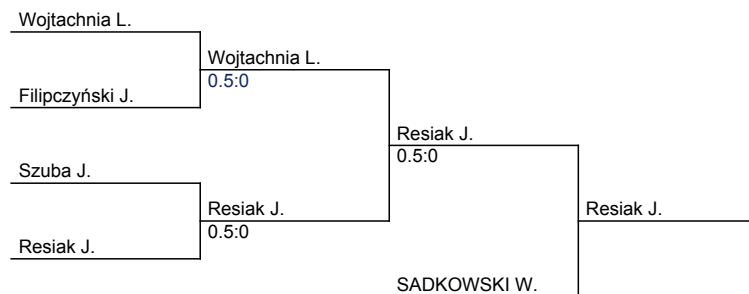 Wojtachnia L.
Wojtachnia L.
0.5:0
Filipczyński J.
Resiak J.
0.5:0
Szuba J.
Resiak J.
0.5:0
Resiak J.
Resiak J.
SADKOWSKI W.